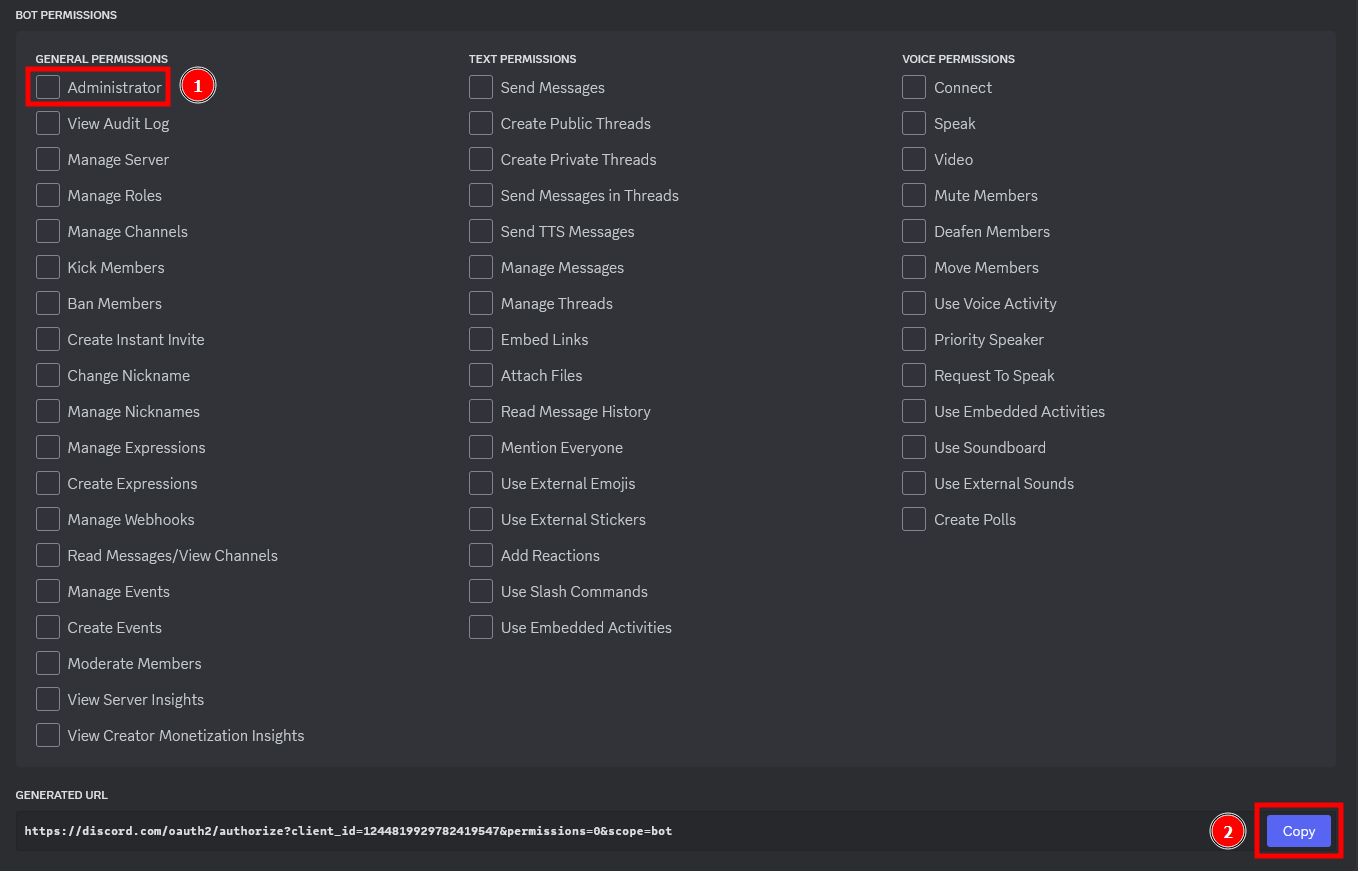 BOT PERMISSIONS
GENERAL PERMISSIONS
Administrator
1
View Audit Log
Manage Server
Manage Roles
Manage Channels
Kick Members
Ban Members
Create Instant Invite
Change Nickname
Manage Nicknames
Manage Expressions
Create Expressions
Manage Webhooks
Read Messages/View Channels
Manage Events
Create Events
Moderate Members
View Server Insights
View Creator Monetization Insights
TEXT PERMISSIONS
Send Messages
Create Public Threads
Create Private Threads
Send Messages in Threads
Send TTS Messages
Manage Messages
Manage Threads
Embed Links
Attach Files
Read Message History
Mention Everyone
Use External Emojis
Use External Stickers
Add Reactions
Use Slash Commands
Use Embedded Activities
VOICE PERMISSIONS
Connect
Speak
Video
Mute Members
Deafen Members
Move Members
Use Voice Activity
Priority Speaker
Request To Speak
Use Embedded Activities
Use Soundboard
Use External Sounds
Create Polls
GENERATED URL
https://discord.com/oauth2/authorize?client_id=1244819929782419547&permissions=0&scope=bot
2
Copy